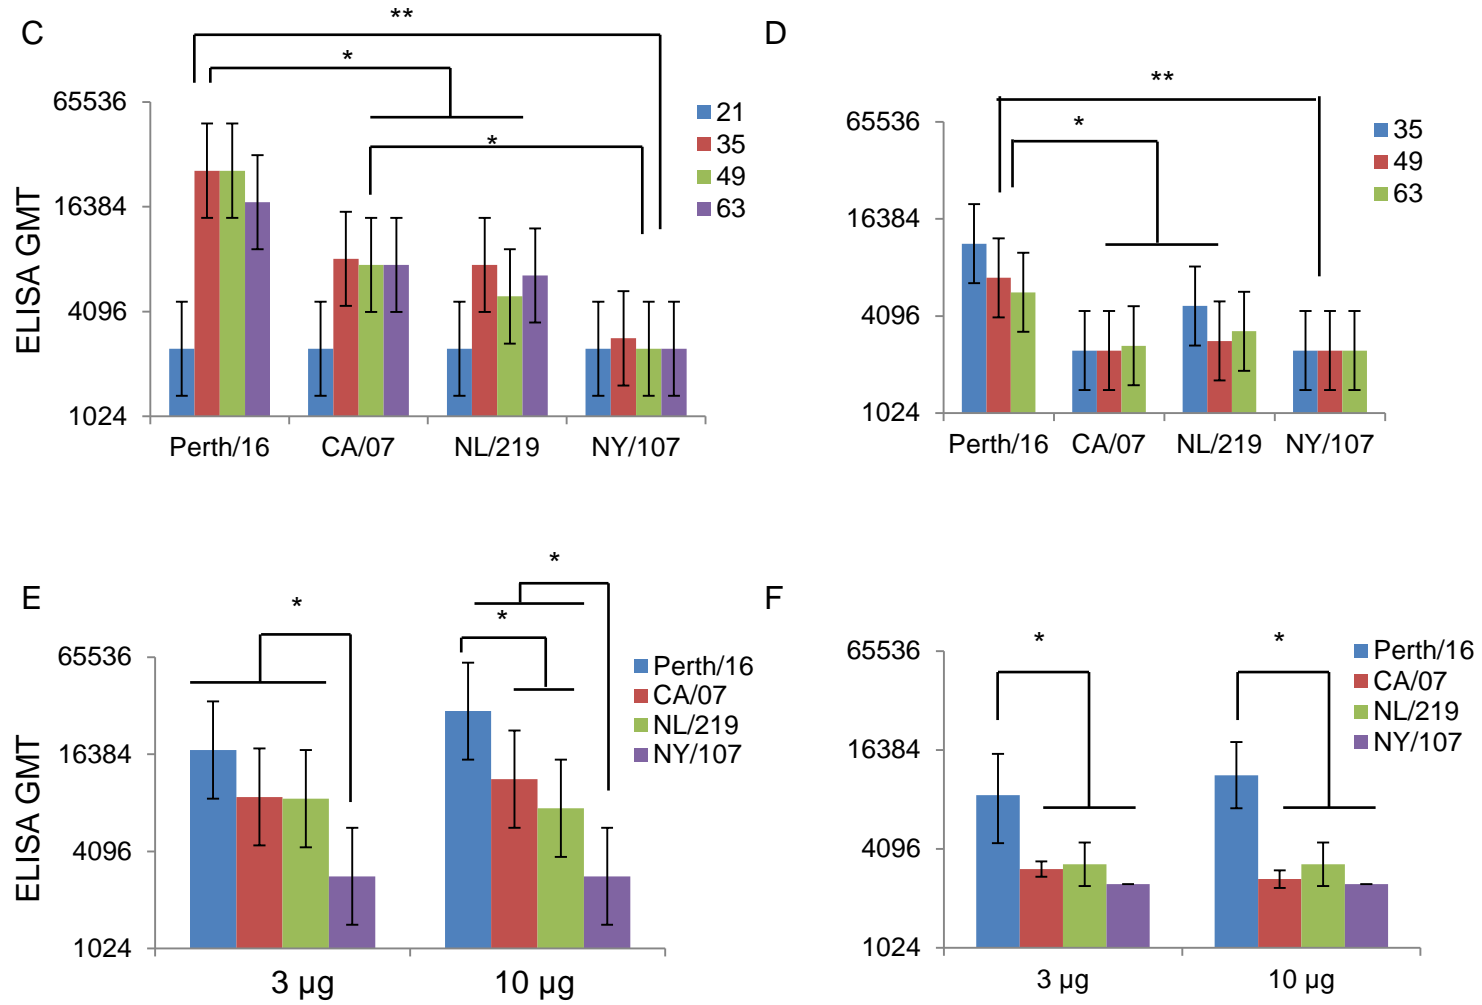 C
**
*
*
65536
16384
4096
1024
ELISA GMT
21
35
49
63
Perth/16 CA/07 NL/219 NY/107
D
**
*
65536
16384
4096
1024
35
49
63
Perth/16 CA/07 NL/219 NY/107
E
*
*
*
65536
16384
4096
1024
ELISA GMT
Perth/16
CA/07
NL/219
NY/107
3 µg 10 µg
F
* *
65536
16384
4096
1024
Perth/16
CA/07
NL/219
NY/107
3 µg 10 µg